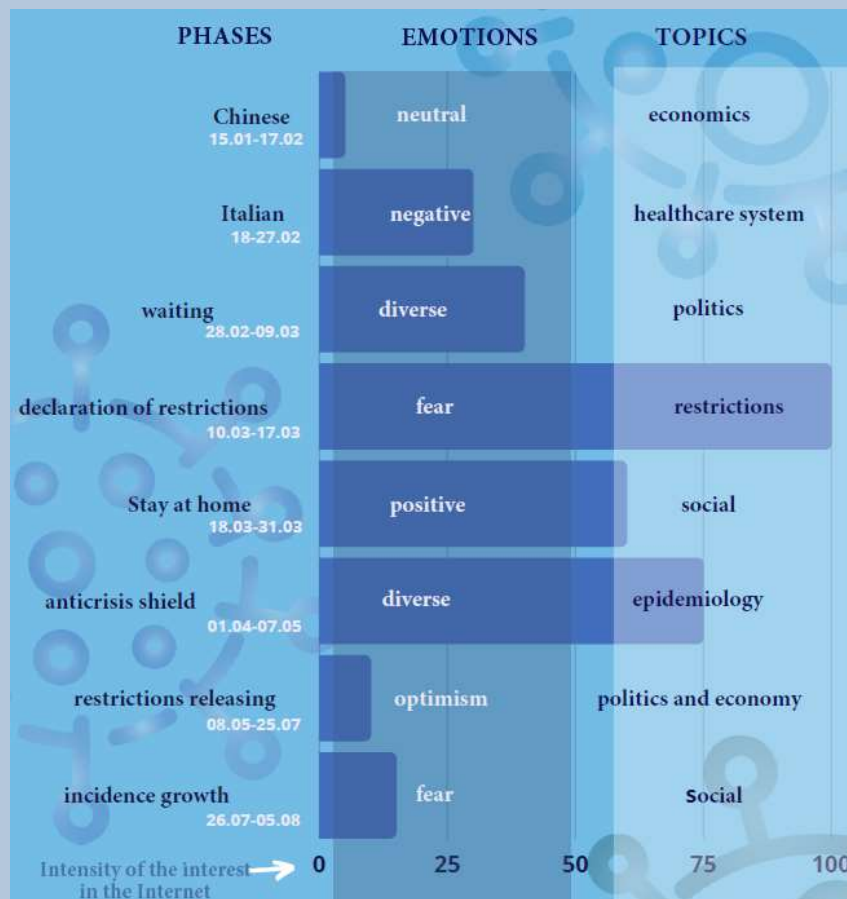 PHASES EMOTIONS TOPICS
Chinese neutral economics
15.01-17.02
Italian negative healthcare system
18-27.02
waiting diverse politics
28.02-09.03
declaration of restrictions fear restrictions
10.03-17.03
Stay at home positive social
18.03-31.03
anticrisis shield diverse epidemiology
01.04-07.05
restrictions releasing optimism politics and economy
08.05-25.07
incidence growth fear social
26.07-05.08
Intensity of the interest 0 25 50 75 100
in the Internet